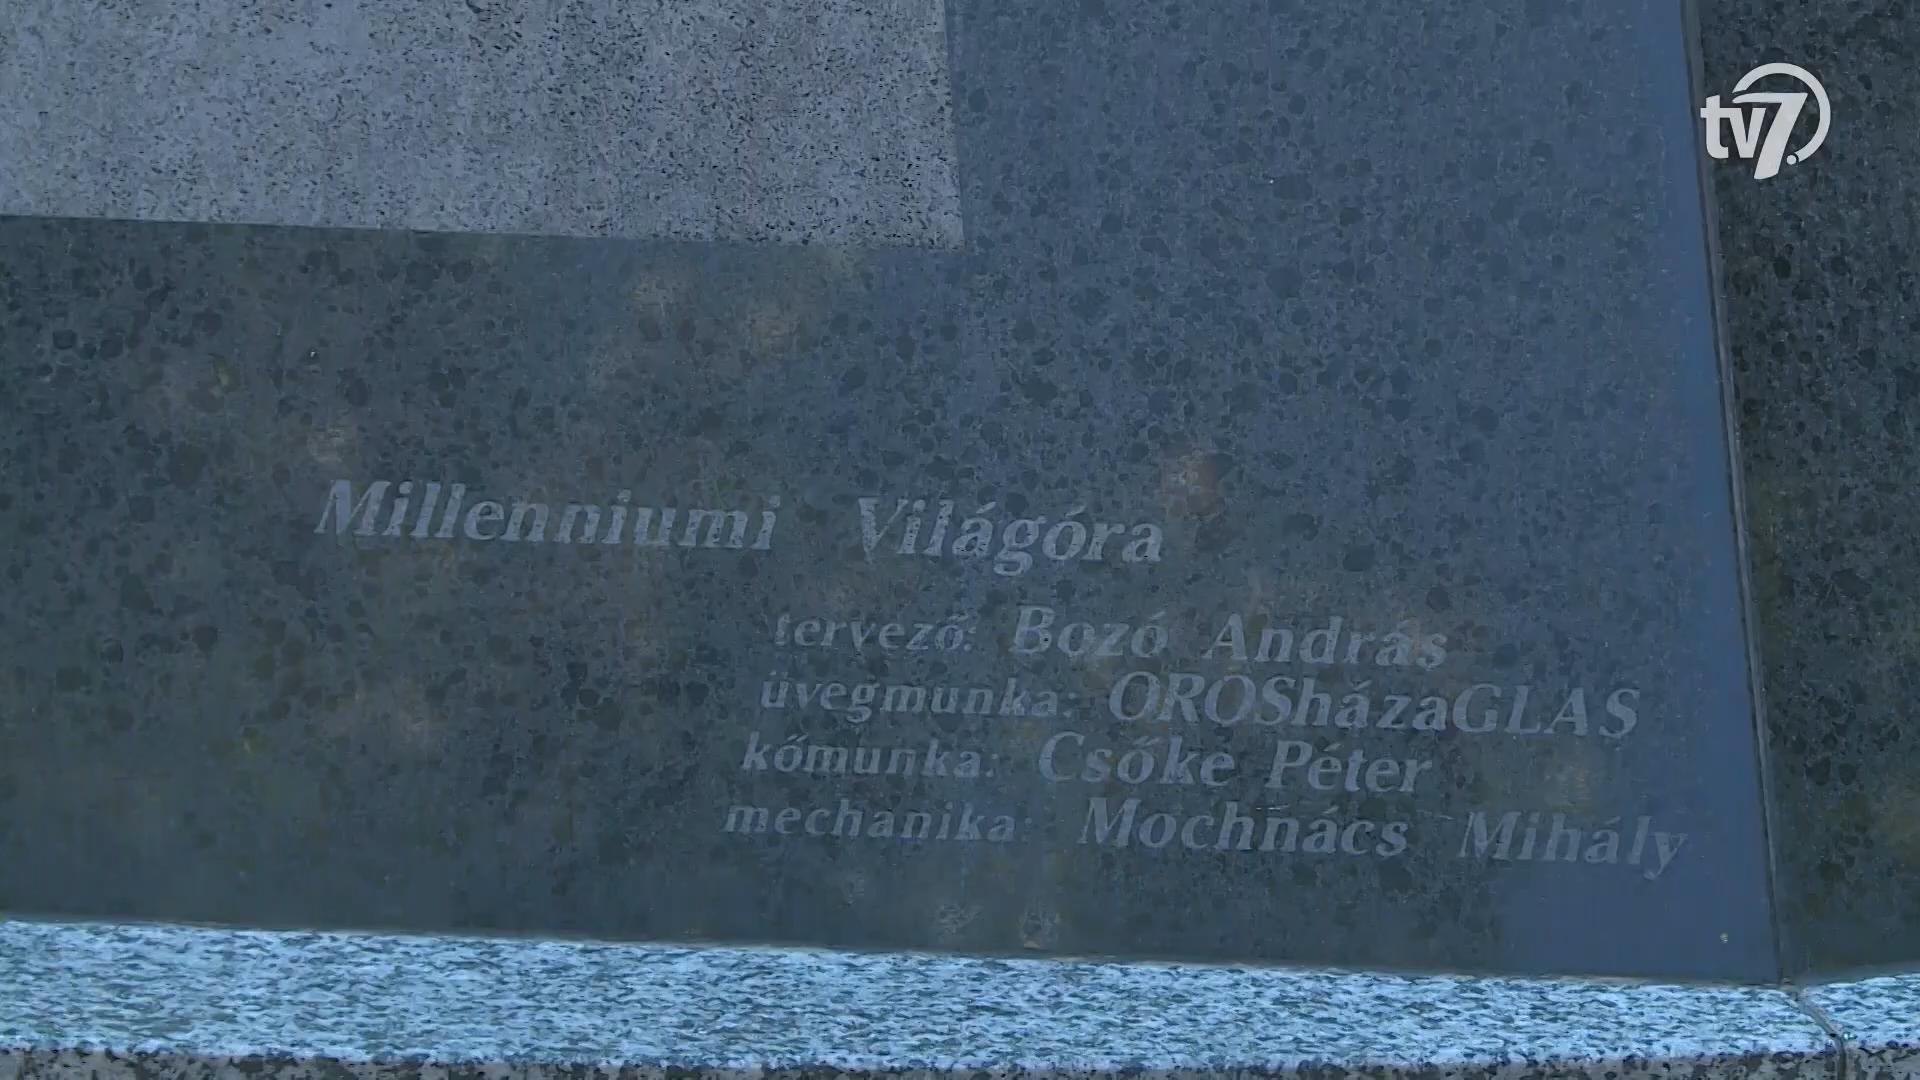 tv7.
Millenniumi Világóra
tervező: Bozó András
üvegmunka: OROSházaGLAS
kőmunka: Csőke Péter
mechanika: Mochnács Mihály